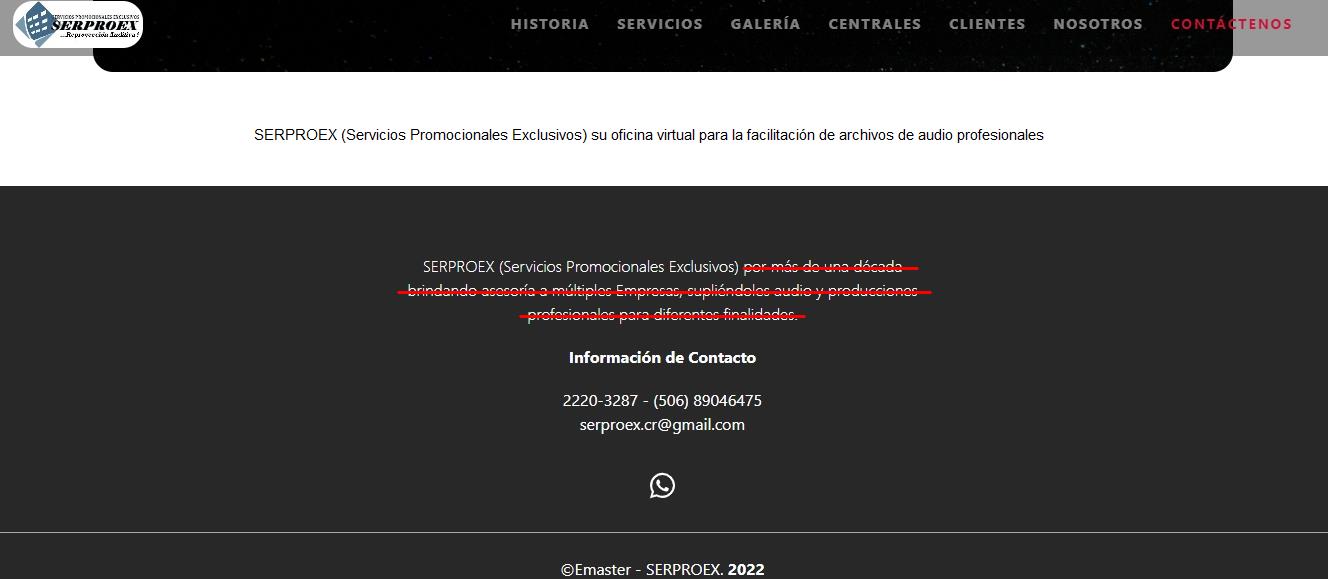 SERVICIOS PROMOCIONALES EXCLUSIVOS
SERPROEX
...Reproyección Auditiva!
HISTORIA SERVICIOS GALERÍA CENTRALES CLIENTES NOSOTROS CONTÁCTENOS
SERPROEX (Servicios Promocionales Exclusivos) su oficina virtual para la facilitación de archivos de audio profesionales
SERPROEX (Servicios Promocionales Exclusivos) por más de una década
brindando asesoría a múltiples Empresas, supliéndoles audio y producciones
profesionales para diferentes finalidades.
Información de Contacto
2220-3287 - (506) 89046475
serproex.cr@gmail.com
©Emaster - SERPROEX. 2022